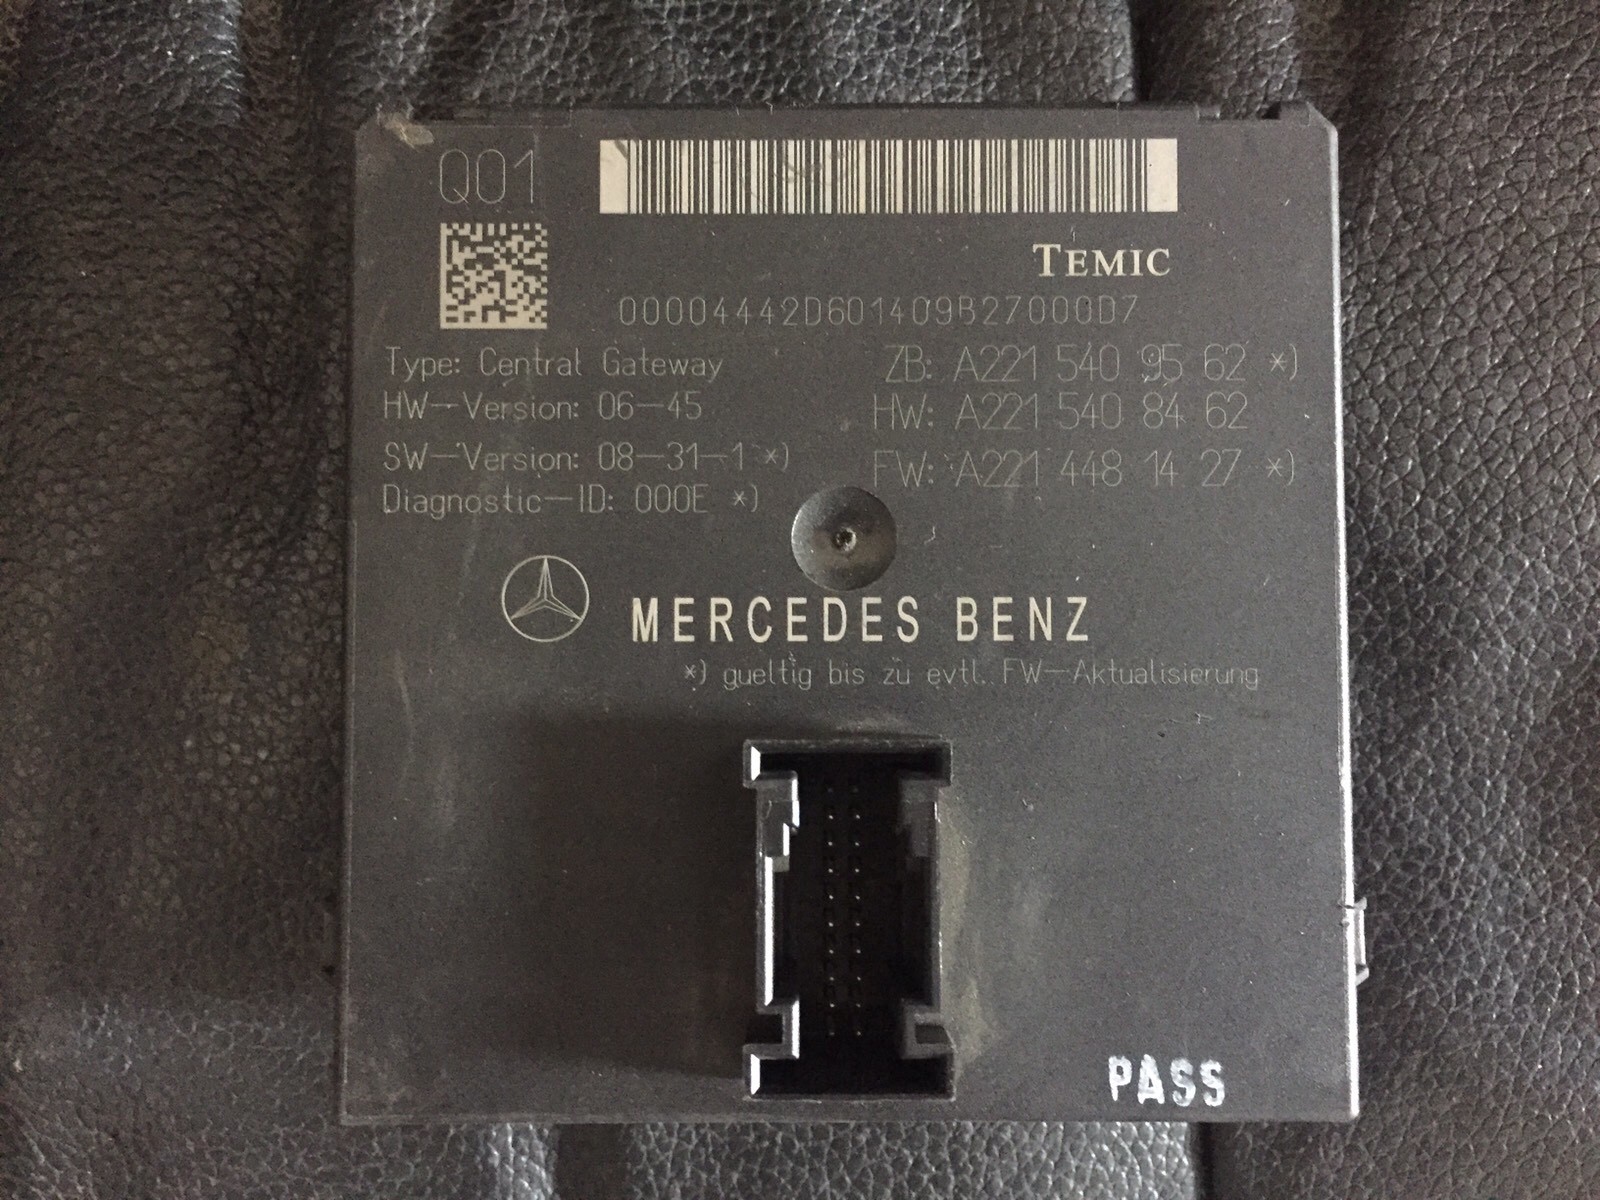 Q01
TEMIC
00004442D601409B27000D7
Type: Central Gateway
ZB: A221 540 95 62 *)
HW-Version: 06-45
HW: A221 540 84 62
SW-Version: 08-31-1 *)
FW: A221 448 14 27 *)
Diagnostic-ID: 000E *)
MERCEDES BENZ
*) gueltig bis zu evtl. FW-Aktualisierung
PASS